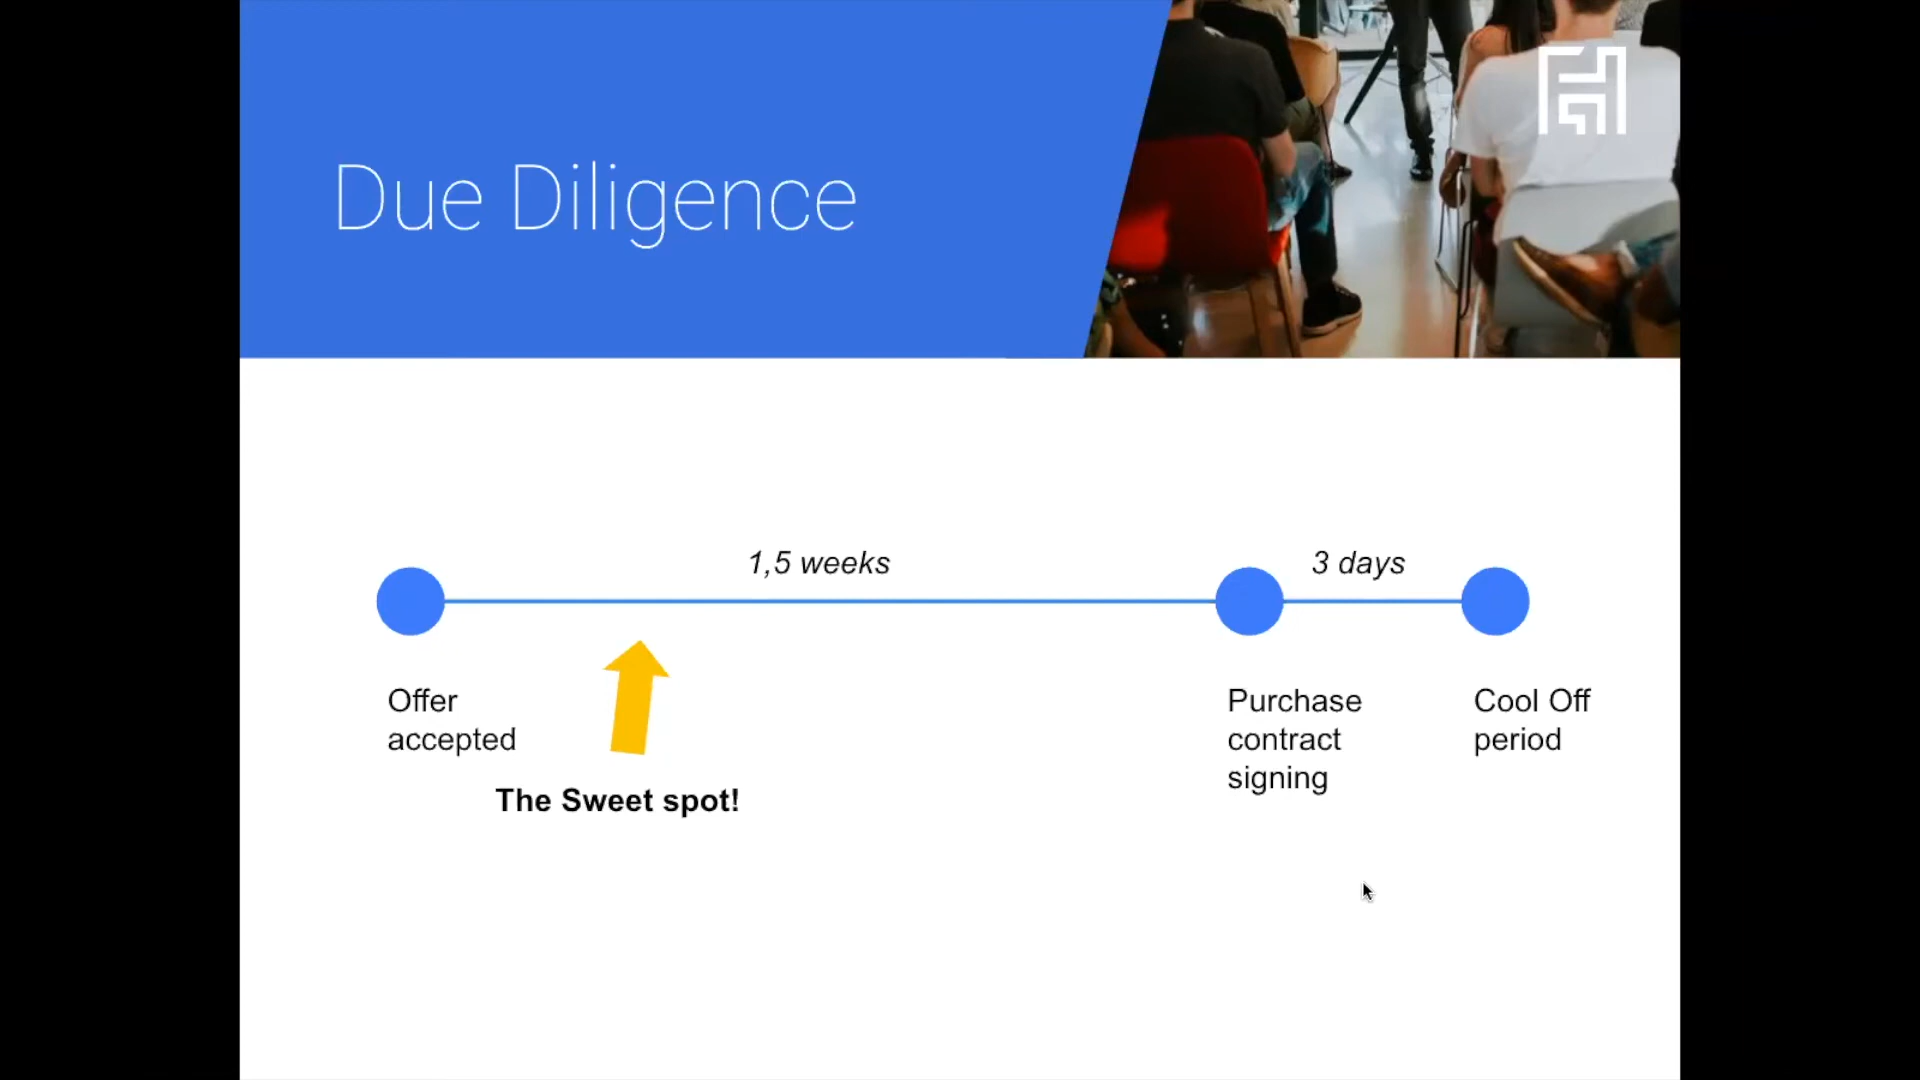 Due Diligence
1,5 weeks
3 days
Offer
accepted
The Sweet spot!
Purchase
contract
signing
Cool Off
period